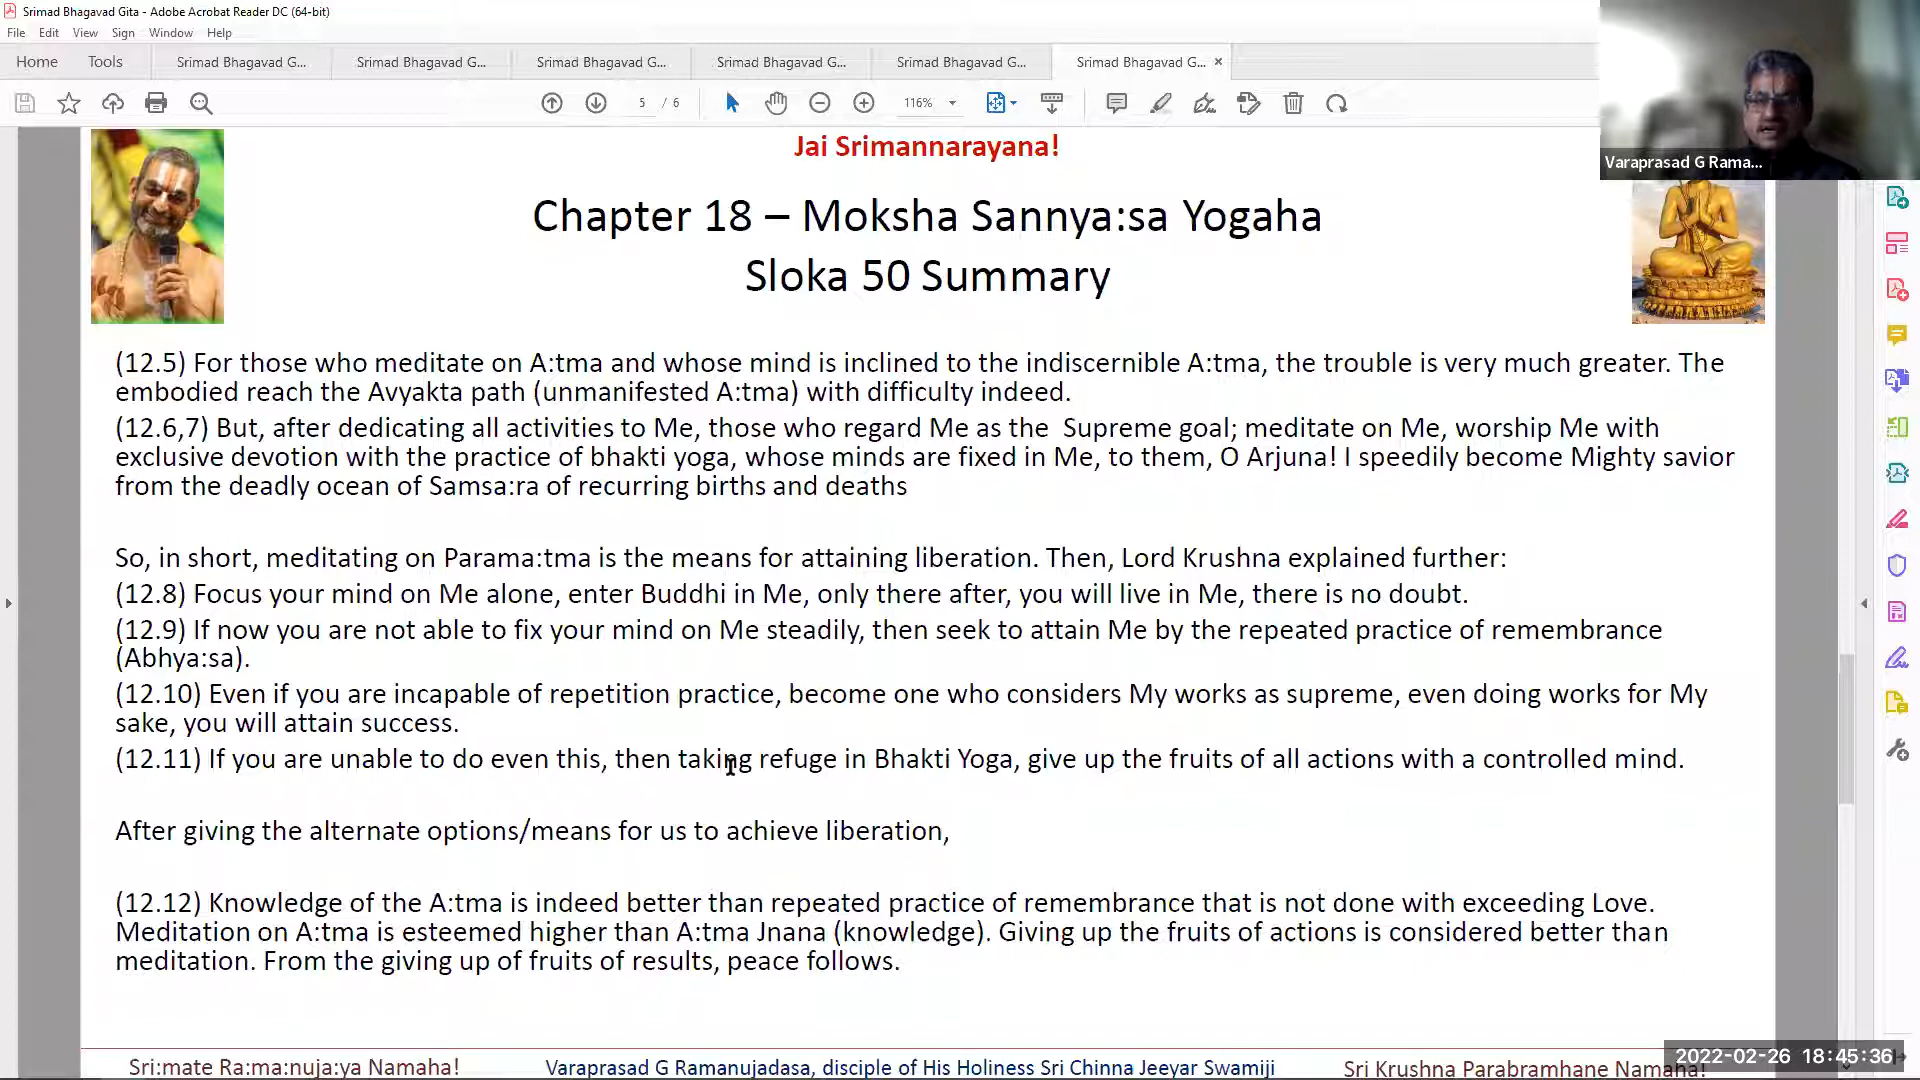 Srimad Bhagavad Gita - Adobe Acrobat Reader DC (64-bit)
File Edit View Sign Window Help
Home Tools Srimad Bhagavad G... Srimad Bhagavad G... Srimad Bhagavad G... Srimad Bhagavad G... Srimad Bhagavad G... Srimad Bhagavad G... ×
5 / 6 116%
Varaprasad G Rama...
Jai Srimannarayana!
Chapter 18 – Moksha Sannya:sa Yogaha
Sloka 50 Summary
(12.5) For those who meditate on A:tma and whose mind is inclined to the indiscernible A:tma, the trouble is very much greater. The
embodied reach the Avyakta path (unmanifested A:tma) with difficulty indeed.
(12.6,7) But, after dedicating all activities to Me, those who regard Me as the Supreme goal; meditate on Me, worship Me with
exclusive devotion with the practice of bhakti yoga, whose minds are fixed in Me, to them, O Arjuna! I speedily become Mighty savior
from the deadly ocean of Samsa:ra of recurring births and deaths
So, in short, meditating on Parama:tma is the means for attaining liberation. Then, Lord Krushna explained further:
(12.8) Focus your mind on Me alone, enter Buddhi in Me, only there after, you will live in Me, there is no doubt.
(12.9) If now you are not able to fix your mind on Me steadily, then seek to attain Me by the repeated practice of remembrance
(Abhya:sa).
(12.10) Even if you are incapable of repetition practice, become one who considers My works as supreme, even doing works for My
sake, you will attain success.
(12.11) If you are unable to do even this, then taking refuge in Bhakti Yoga, give up the fruits of all actions with a controlled mind.
After giving the alternate options/means for us to achieve liberation,
(12.12) Knowledge of the A:tma is indeed better than repeated practice of remembrance that is not done with exceeding Love.
Meditation on A:tma is esteemed higher than A:tma Jnana (knowledge). Giving up the fruits of actions is considered better than
meditation. From the giving up of fruits of results, peace follows.
Sri:mate Ra:ma:nuja:ya Namaha! Varaprasad G Ramanujadasa, disciple of His Holiness Sri Chinna Jeeyar Swamiji Sri Krushna Parabramhane Namaha!
2022-02-26 18:45:36